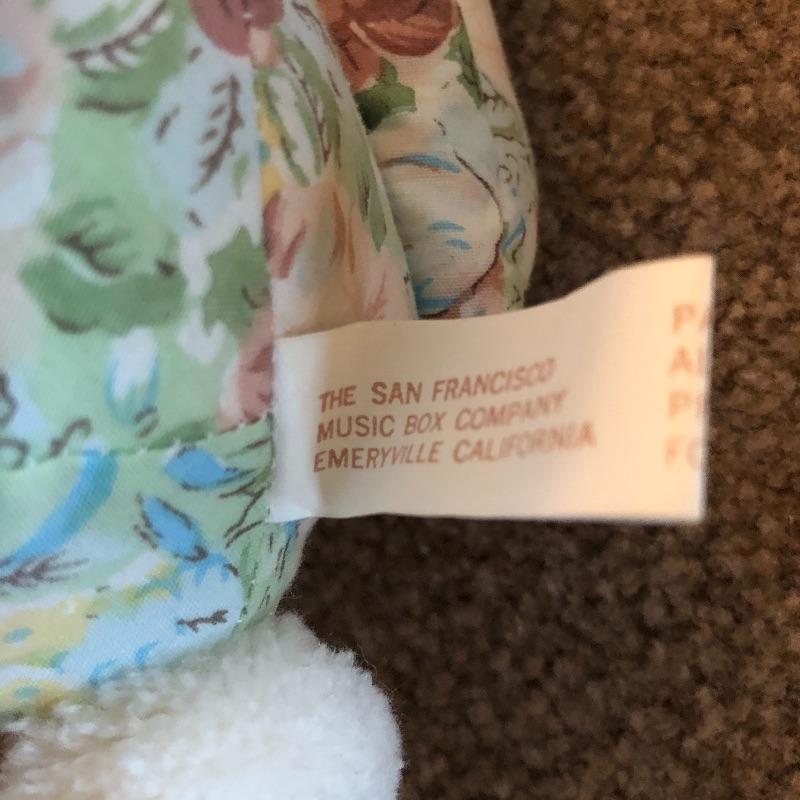 THE SAN FRANCISCO
MUSIC BOX COMPANY
EMERYVILLE CALIFORNIA